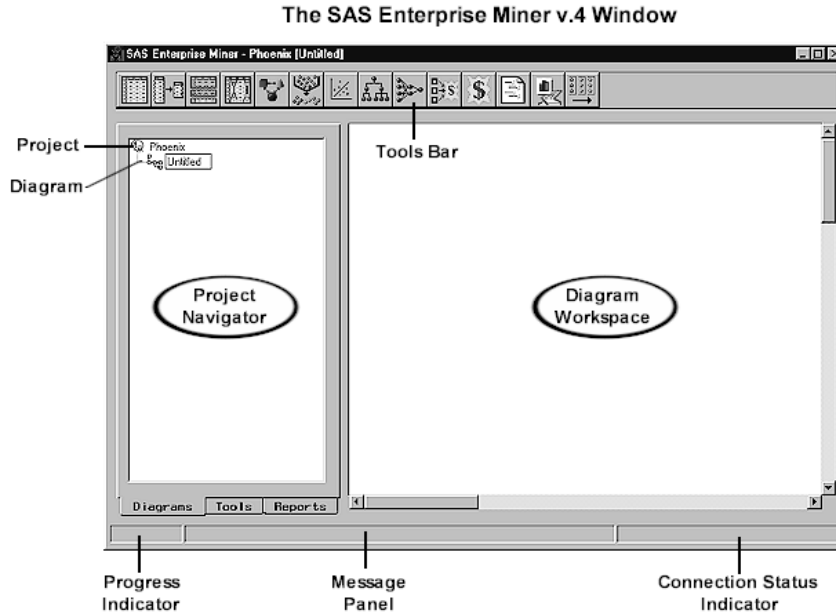 The SAS Enterprise Miner v.4 Window
SAS Enterprise Miner - Phoenix [Untitled]
$
$
Tools Bar
Project
Phoenix
Diagram
Untitled
Project
Navigator
Diagram
Workspace
Diagrams
Tools
Reports
Progress
Indicator
Message
Panel
Connection Status
Indicator